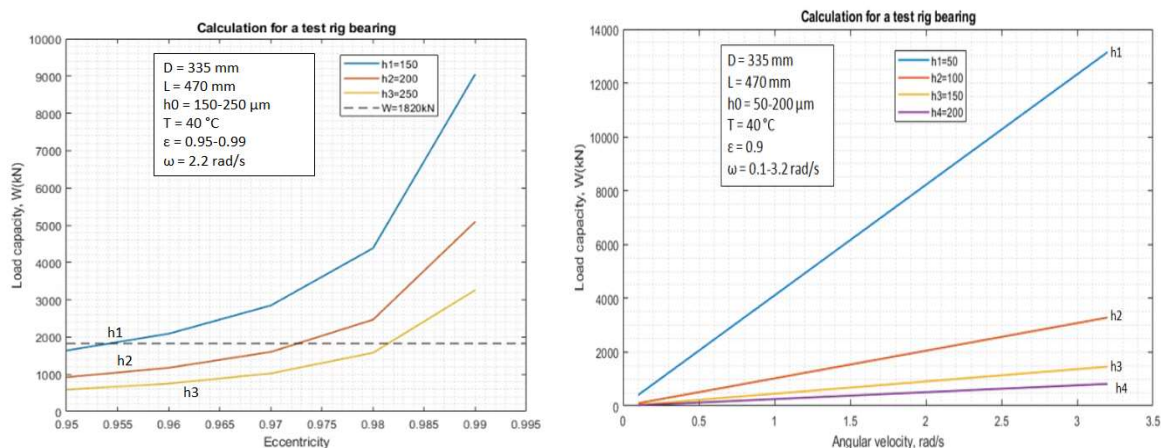 Calculation for a test rig bearing
10000
9000
8000
7000
6000
5000
4000
3000
2000
1000
0
Load capacity, W(kN)
D = 335 mm
L = 470 mm
h0 = 150-250 µm
T = 40 °C
ε = 0.95-0.99
ω = 2.2 rad/s
h1=150
h2=200
h3=250
W=1820kN
h1
h2
h3
0.95 0.955 0.96 0.965 0.97 0.975 0.98 0.985 0.99 0.995
Eccentricity
Calculation for a test rig bearing
14000
12000
10000
8000
6000
4000
2000
0
Load capacity, W(kN)
D = 335 mm
L = 470 mm
h0 = 50-200 µm
T = 40 °C
ε = 0.9
ω = 0.1-3.2 rad/s
h1=50
h2=100
h3=150
h4=200
h1
h2
h3
h4
0 0.5 1 1.5 2 2.5 3 3.5
Angular velocity, rad/s